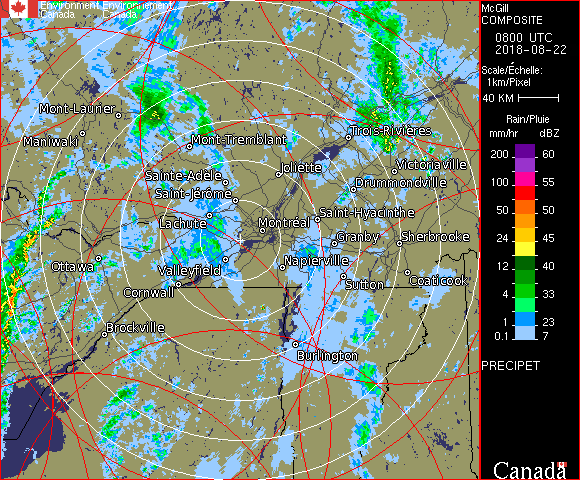 Environment Environnement
Canada Canada
McGill
COMPOSITE
0800 UTC
2018-08-22
Scale/Échelle:
1km/Pixel
40 KM
Rain/Pluie
mm/hr dBZ
200 60
100 55
50 50
24 45
12 40
4 33
1 23
0.1 7
PRECIPET
Canada
Mont-Laurier
Maniwaki
Mont-Tremblant
Trois-Rivières
Sainte-Adèle
Joliette
Victoriaville
Saint-Jérôme
Drummondville
Lachute
Montréal
Saint-Hyacinthe
Granby
Sherbrooke
Ottawa
Valleyfield
Napierville
Cornwall
Sutton
Coaticook
Brockville
Burlington